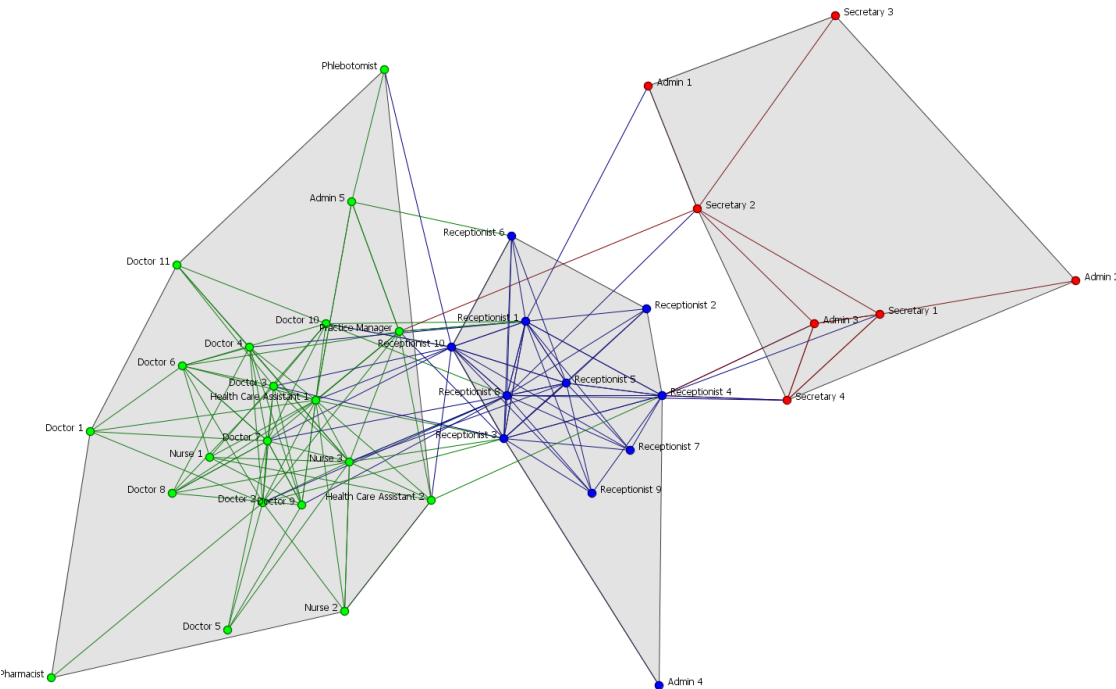 Secretary 3
Phlebotomist
Admin 1
Admin 5
Secretary 2
Receptionist 6
Doctor 11
Admin 2
Receptionist 2
Secretary 1
Doctor 10
Receptionist 1
Admin 3
Practice Manager
Doctor 4
Receptionist 10
Doctor 6
Doctor 3
Receptionist 5
Health Care Assistant 1
Receptionist 8
Receptionist 4
Secretary 4
Doctor 1
Doctor 7
Receptionist 3
Receptionist 7
Nurse 1
Nurse 3
Doctor 8
Doctor 2
Doctor 9
Health Care Assistant 2
Receptionist 9
Nurse 2
Doctor 5
Pharmacist
Admin 4